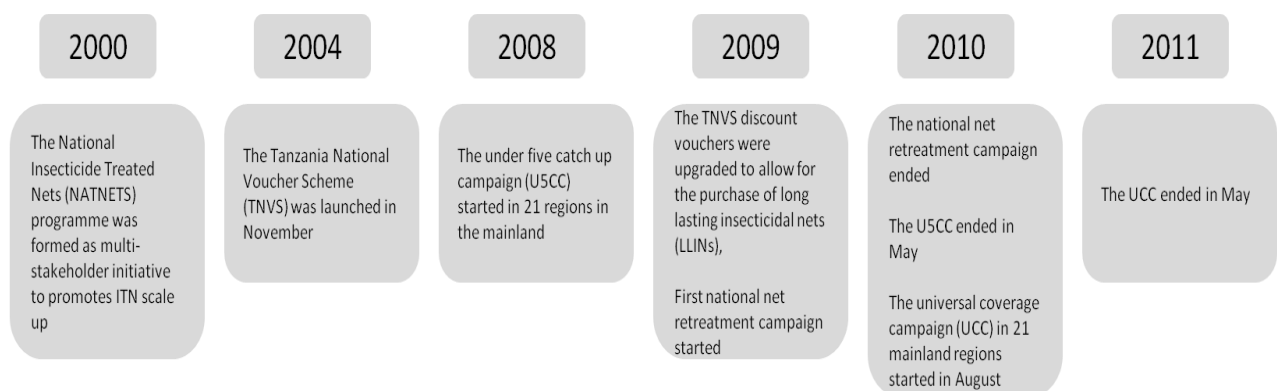 2000
The National
Insecticide Treated
Nets (NATNETS)
programme was
formed as multi-
stakeholder initiative
to promotes ITN scale
up
2004
The Tanzania National
Voucher Scheme
(TNVS) was launched in
November
2008
The under five catch up
campaign (U5CC)
started in 21 regions in
the mainland
2009
The TNVS discount
vouchers were
upgraded to allow for
the purchase of long
lasting insecticidal nets
(LLINs),
First national net
retreatment campaign
started
2010
The national net
retreatment campaign
ended
The U5CC ended in
May
The universal coverage
campaign (UCC) in 21
mainland regions
started in August
2011
The UCC ended in May